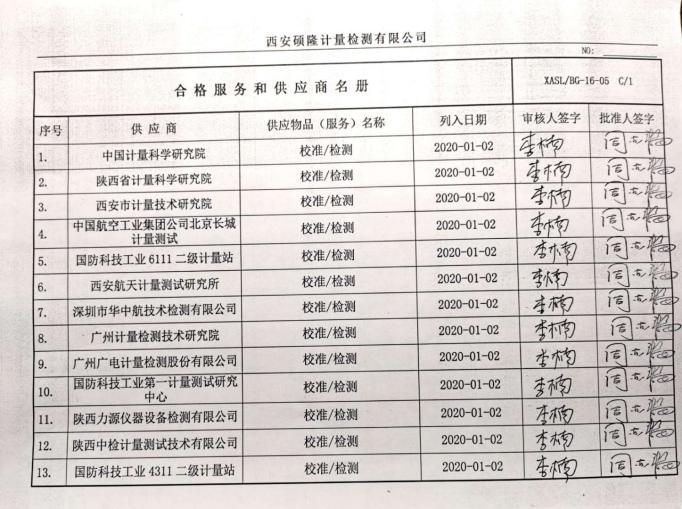 西安硕隆计量检测有限公司
NO:
合格服务和供应商名册 XASL/BG-16-05 C/1
序号 供应商 供应物品（服务）名称 列入日期 审核人签字 批准人签字
1. 中国计量科学研究院 校准/检测 2020-01-02 李楠
2. 陕西省计量科学研究院 校准/检测 2020-01-02 李楠
3. 西安市计量技术研究院 校准/检测 2020-01-02 李楠
4. 中国航空工业集团公司北京长城
计量测试 校准/检测 2020-01-02 李楠
5. 国防科技工业 6111 二级计量站 校准/检测 2020-01-02 李楠
6. 西安航天计量测试研究所 校准/检测 2020-01-02 李楠
7. 深圳市华中航技术检测有限公司 校准/检测 2020-01-02 李楠
8. 广州计量检测技术研究院 校准/检测 2020-01-02 李楠
9. 广州广电计量检测股份有限公司 校准/检测 2020-01-02 李楠
10. 国防科技工业第一计量测试研究
中心 校准/检测 2020-01-02 李楠
11. 陕西力源仪器设备检测有限公司 校准/检测 2020-01-02 李楠
12. 陕西中检计量测试技术有限公司 校准/检测 2020-01-02 李楠
13. 国防科技工业 4311 二级计量站 校准/检测 2020-01-02 李楠